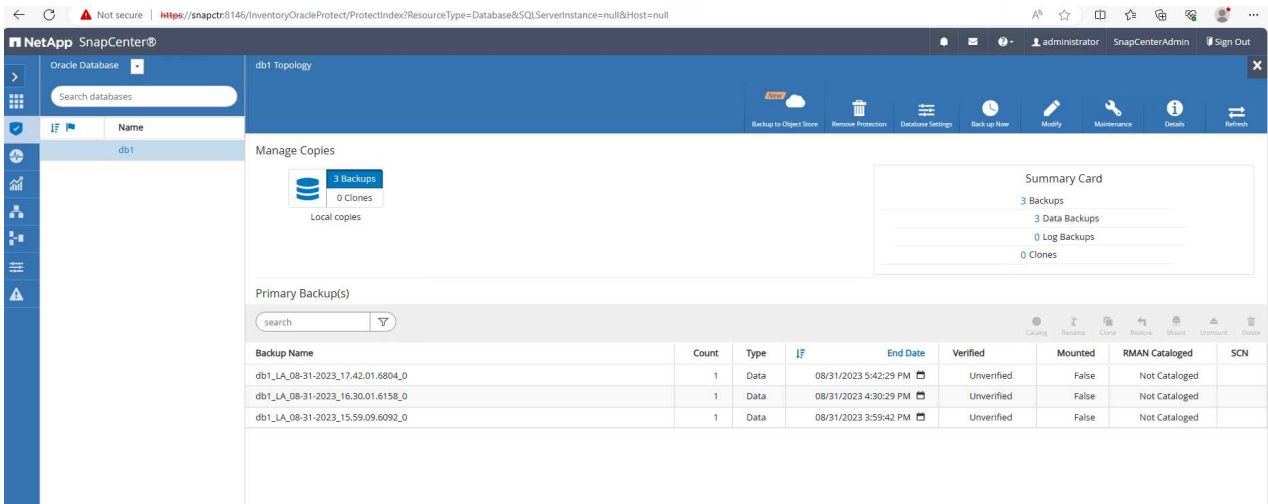 Not secure | https://snapctr:8146/InventoryOracleProtect/ProtectIndex?ResourceType=Database&SQLServerInstance=null&Host=null
NetApp SnapCenter®
administrator SnapCenterAdmin Sign Out
Oracle Database
db1 Topology
Search databases
New
Backup to Object Store Remove Protection Database Settings Back up Now Modify Maintenance Details Refresh
Name
db1
Manage Copies
3 Backups
0 Clones
Local copies
Summary Card
3 Backups
3 Data Backups
0 Log Backups
0 Clones
Primary Backup(s)
search
Catalog Rename Clone Restore Mount Unmount Delete
Backup Name Count Type End Date Verified Mounted RMAN Cataloged SCN
db1_LA_08-31-2023_17.42.01.6804_0 1 Data 08/31/2023 5:42:29 PM Unverified False Not Cataloged
db1_LA_08-31-2023_16.30.01.6158_0 1 Data 08/31/2023 4:30:29 PM Unverified False Not Cataloged
db1_LA_08-31-2023_15.59.09.6092_0 1 Data 08/31/2023 3:59:42 PM Unverified False Not Cataloged